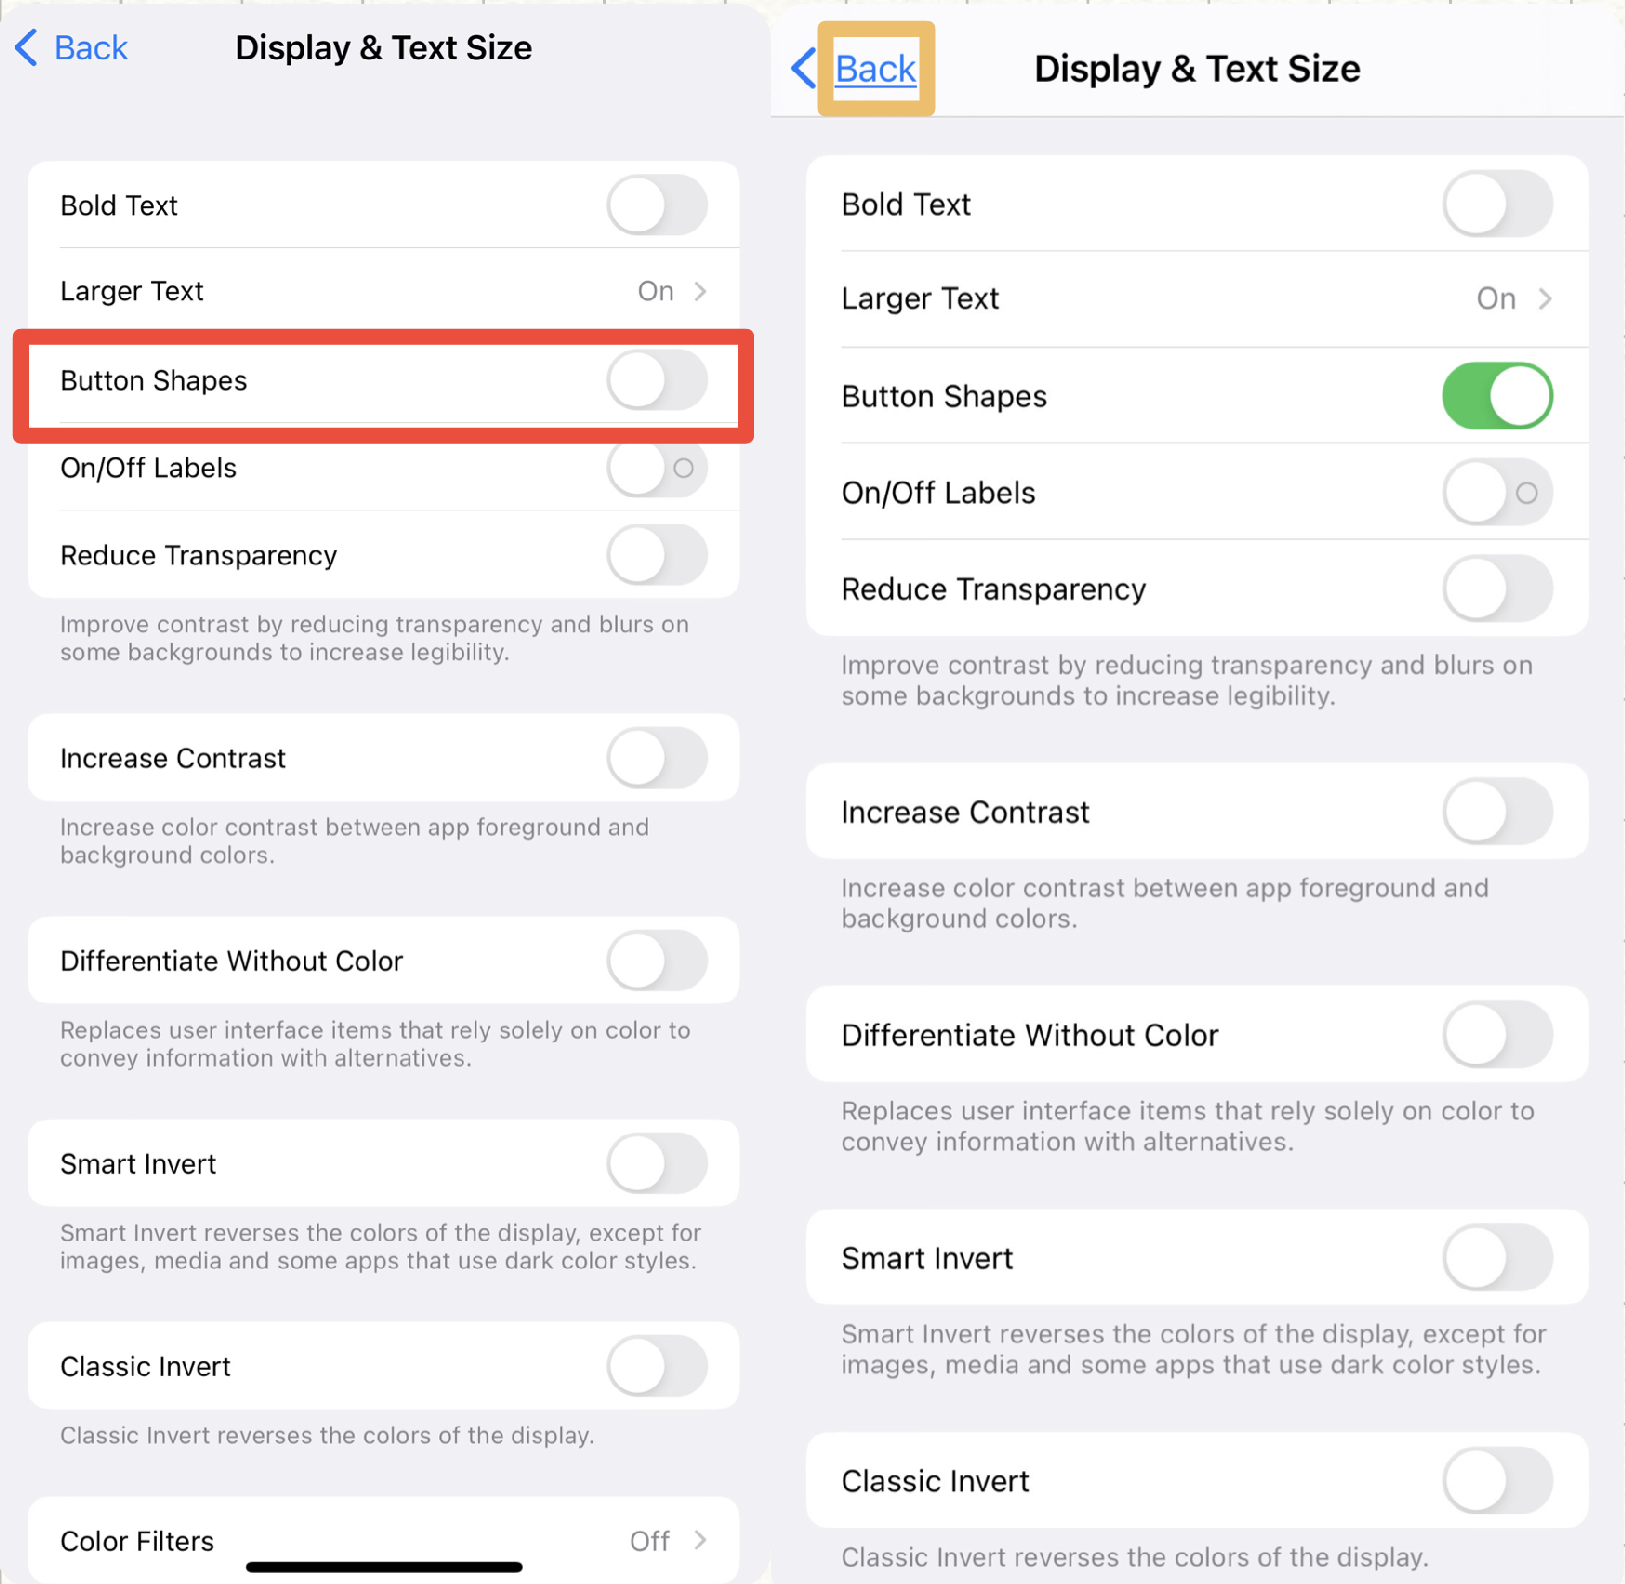 Back
Display & Text Size
Bold Text
Larger Text
On
Button Shapes
On/Off Labels
Reduce Transparency
Improve contrast by reducing transparency and blurs on
some backgrounds to increase legibility.
Increase Contrast
Increase color contrast between app foreground and
background colors.
Differentiate Without Color
Replaces user interface items that rely solely on color to
convey information with alternatives.
Smart Invert
Smart Invert reverses the colors of the display, except for
images, media and some apps that use dark color styles.
Classic Invert
Classic Invert reverses the colors of the display.
Color Filters
Off
Back
Display & Text Size
Bold Text
Larger Text
On
Button Shapes
On/Off Labels
Reduce Transparency
Improve contrast by reducing transparency and blurs on
some backgrounds to increase legibility.
Increase Contrast
Increase color contrast between app foreground and
background colors.
Differentiate Without Color
Replaces user interface items that rely solely on color to
convey information with alternatives.
Smart Invert
Smart Invert reverses the colors of the display, except for
images, media and some apps that use dark color styles.
Classic Invert
Classic Invert reverses the colors of the display.